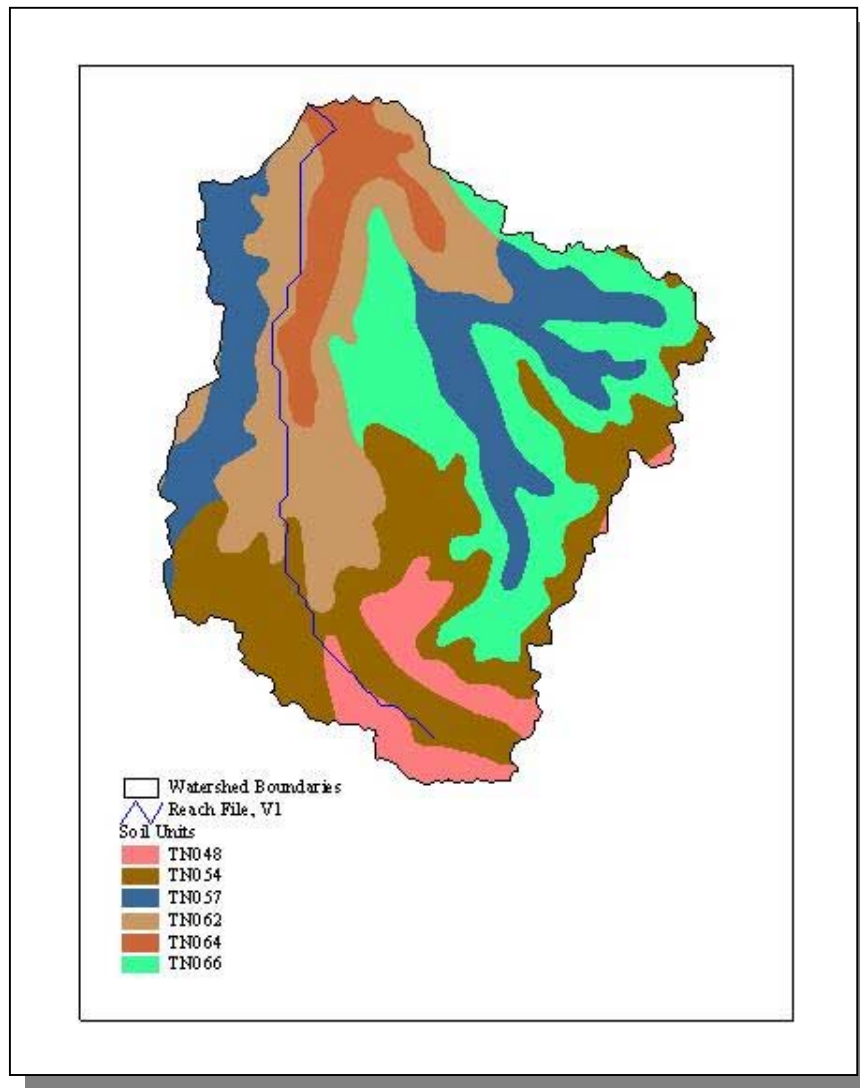 Watershed Boundaries
Reach File, V1
Soil Units
TN048
TN054
TN057
TN062
TN064
TN066